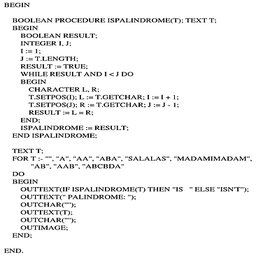 BEGIN
BOOLEAN PROCEDURE ISPALINDROME(T); TEXT T;
BEGIN
BOOLEAN RESULT;
INTEGER I, J;
I := 1;
J := T.LENGTH;
RESULT := TRUE;
WHILE RESULT AND I < J DO
BEGIN
CHARACTER L, R;
T.SETPOS(I); L := T.GETCHAR; I := I + 1;
T.SETPOS(J); R := T.GETCHAR; J := J - 1;
RESULT := L = R;
END;
ISPALINDROME := RESULT;
END ISPALINDROME;
TEXT T;
FOR T :- "", "A", "AA", "ABA", "SALALAS", "MADAMIMADAM",
"AB", "AAB", "ABCBDA"
DO
BEGIN
OUTTEXT(IF ISPALINDROME(T) THEN "IS   " ELSE "ISN'T");
OUTTEXT(" PALINDROME: ");
OUTCHAR('"');
OUTTEXT(T);
OUTCHAR('"');
OUTIMAGE;
END;
END.